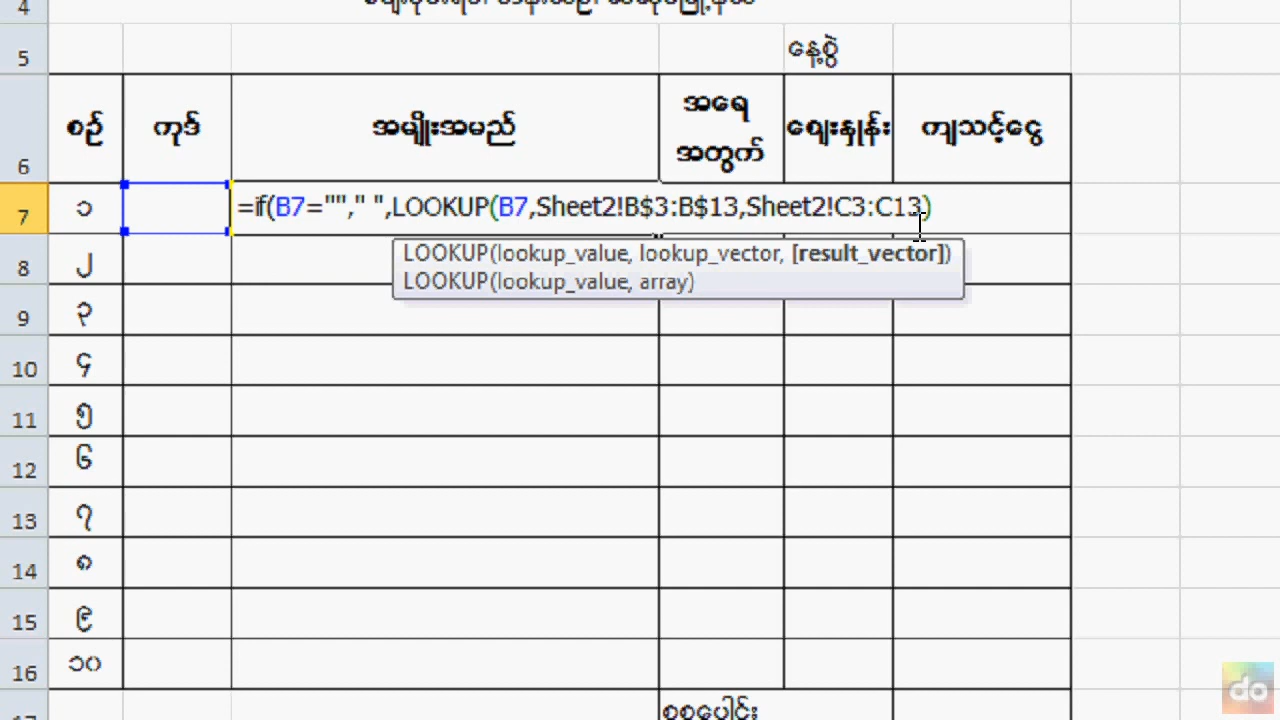 4
5 နေ့စွဲ
6 စဉ် ကုဒ် အမျိုးအမည် အရေအတွက် ဈေးနှုန်း ကျသင့်ငွေ
7 ၁ =if(B7=""," ",LOOKUP(B7,Sheet2!B$3:B$13,Sheet2!C3:C13)
LOOKUP(lookup_value, lookup_vector, [result_vector])
LOOKUP(lookup_value, array)
8 ၂
9 ၃
10 ၄
11 ၅
12 ၆
13 ၇
14 ၈
15 ၉
16 ၁၀
17 စုစုပေါင်း
do